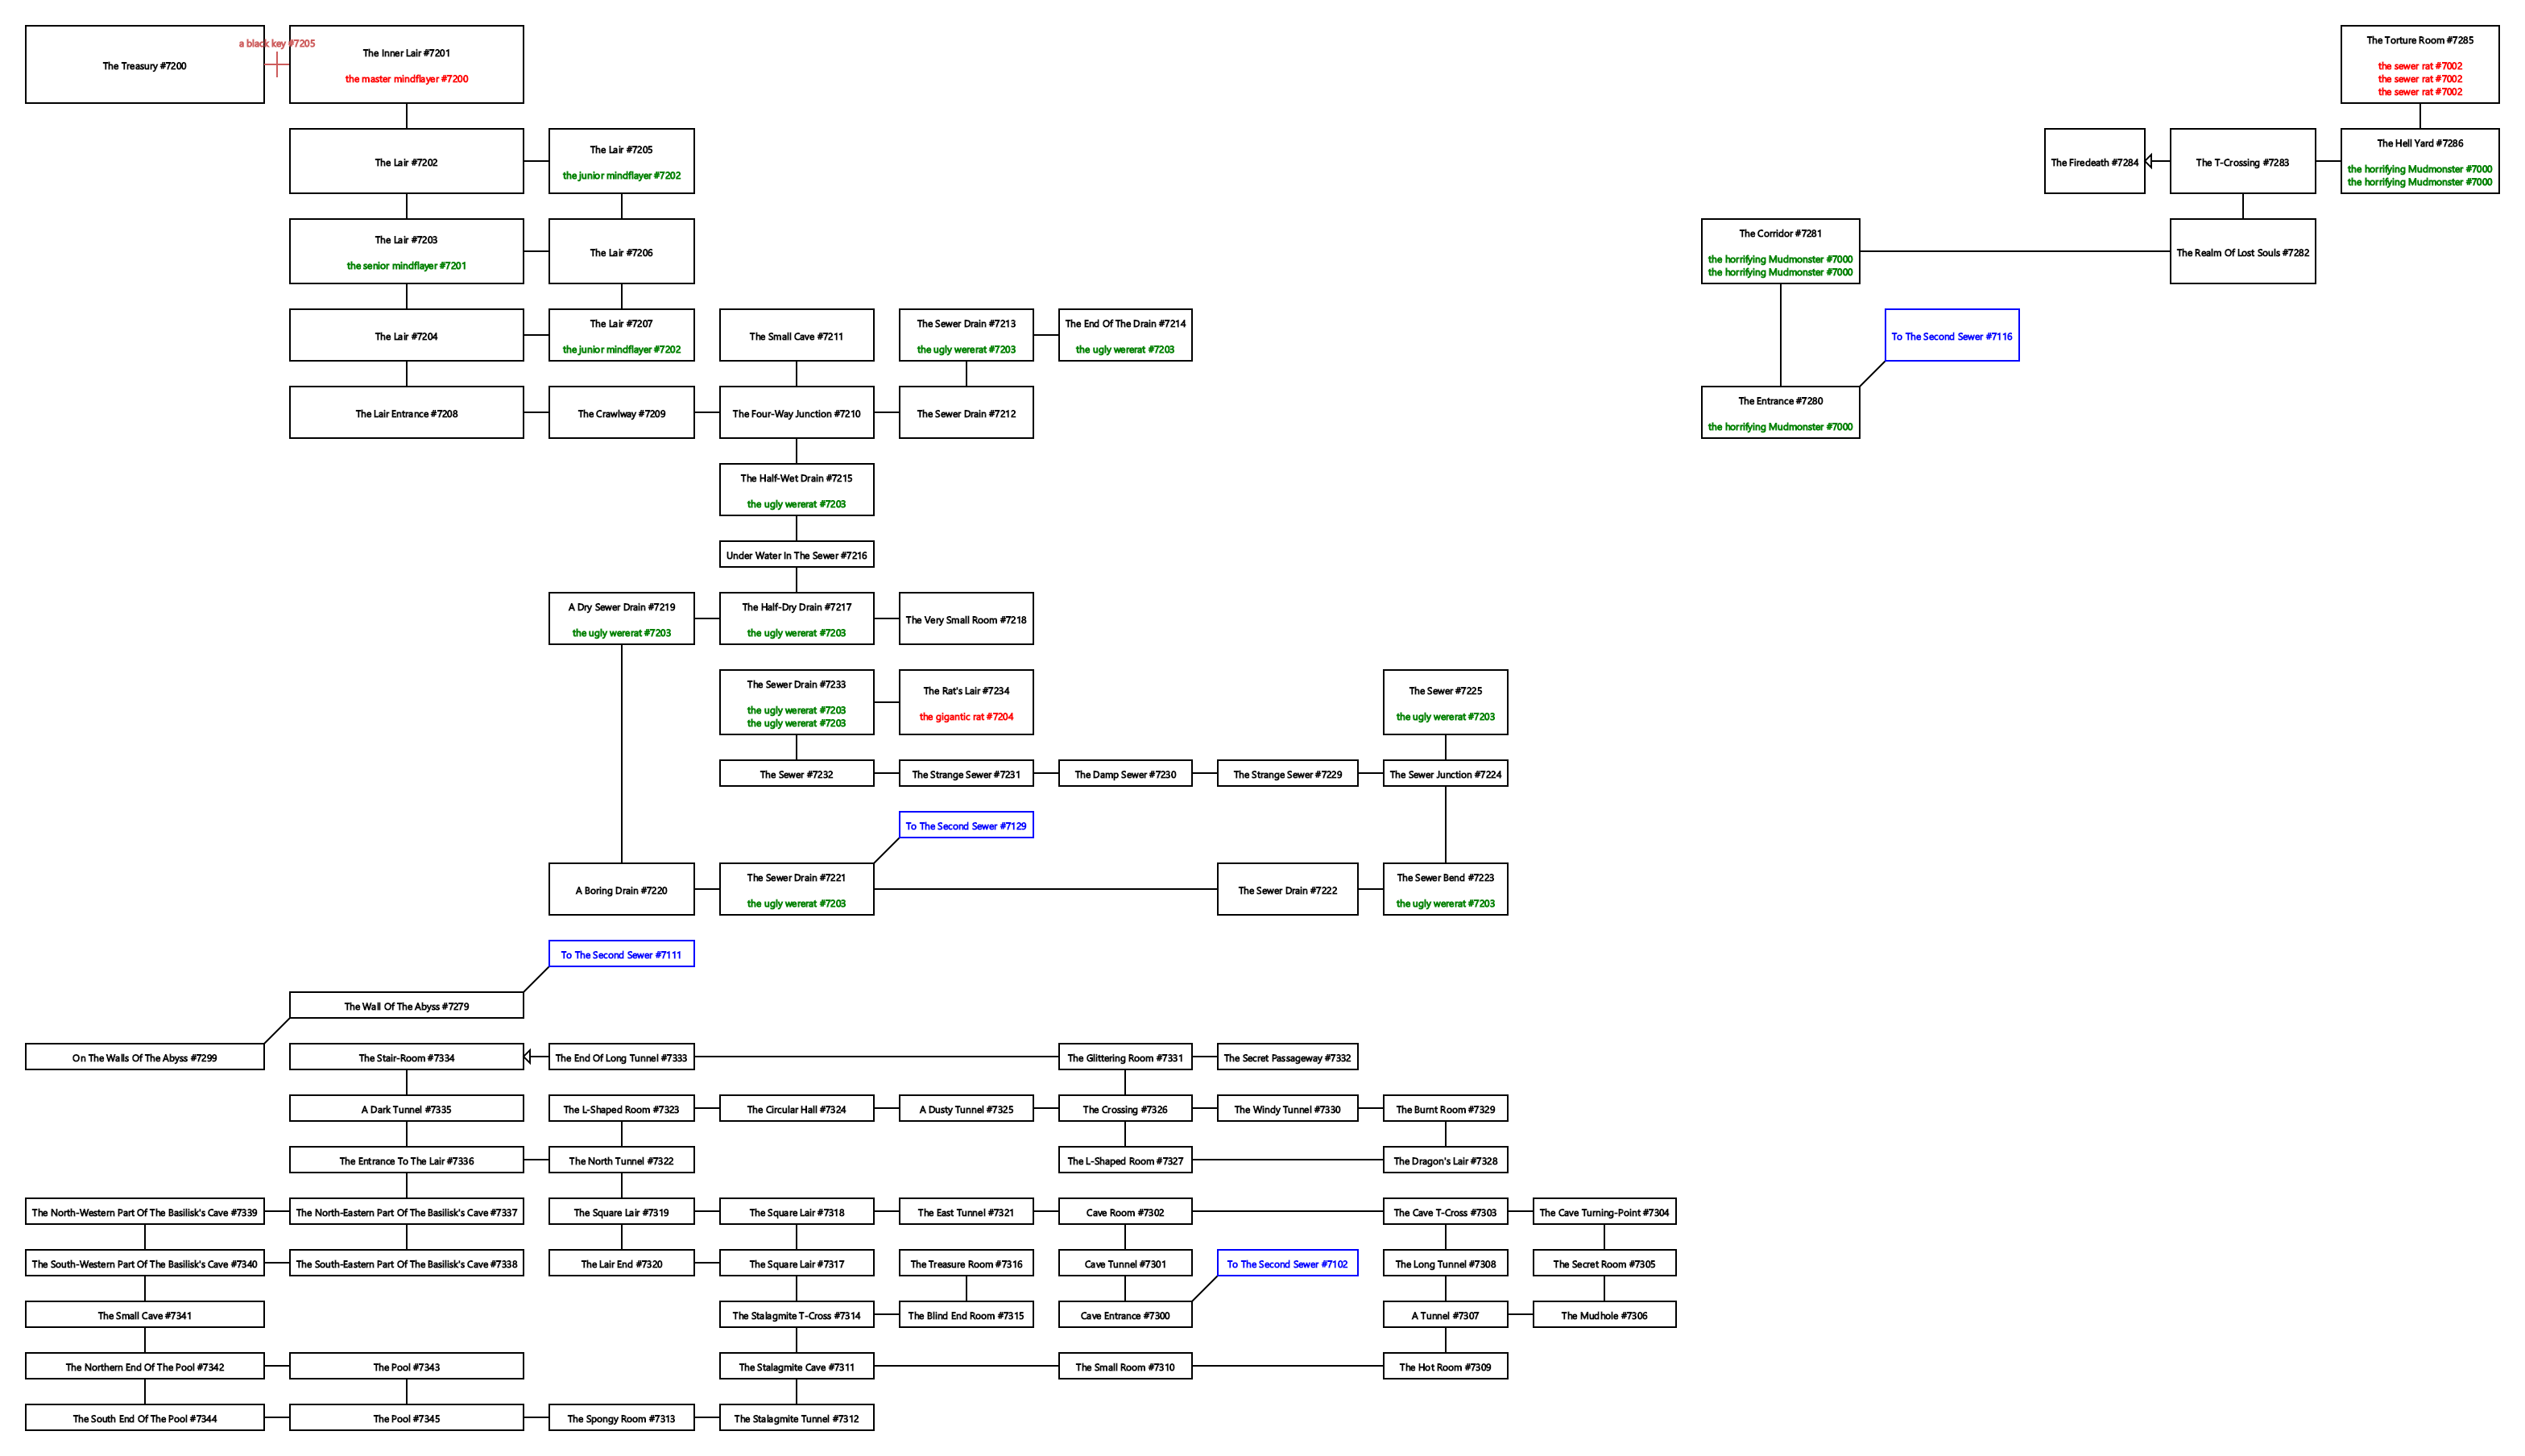 a black key #7205
The Treasury #7200
The Inner Lair #7201
the master mindflayer #7200
The Torture Room #7285
the sewer rat #7002
the sewer rat #7002
the sewer rat #7002
The Lair #7202
The Lair #7205
the junior mindflayer #7202
The Firedeath #7284
The T-Crossing #7283
The Hell Yard #7286
the horrifying Mudmonster #7000
the horrifying Mudmonster #7000
The Lair #7203
the senior mindflayer #7201
The Lair #7206
The Corridor #7281
the horrifying Mudmonster #7000
the horrifying Mudmonster #7000
The Realm Of Lost Souls #7282
The Lair #7204
The Lair #7207
the junior mindflayer #7202
The Small Cave #7211
The Sewer Drain #7213
the ugly wererat #7203
The End Of The Drain #7214
the ugly wererat #7203
To The Second Sewer #7116
The Lair Entrance #7208
The Crawlway #7209
The Four-Way Junction #7210
The Sewer Drain #7212
The Entrance #7280
the horrifying Mudmonster #7000
The Half-Wet Drain #7215
the ugly wererat #7203
Under Water In The Sewer #7216
A Dry Sewer Drain #7219
the ugly wererat #7203
The Half-Dry Drain #7217
the ugly wererat #7203
The Very Small Room #7218
The Sewer Drain #7233
the ugly wererat #7203
the ugly wererat #7203
The Rat's Lair #7234
the gigantic rat #7204
The Sewer #7225
the ugly wererat #7203
The Sewer #7232
The Strange Sewer #7231
The Damp Sewer #7230
The Strange Sewer #7229
The Sewer Junction #7224
To The Second Sewer #7129
A Boring Drain #7220
The Sewer Drain #7221
the ugly wererat #7203
The Sewer Drain #7222
The Sewer Bend #7223
the ugly wererat #7203
To The Second Sewer #7111
The Wall Of The Abyss #7279
On The Walls Of The Abyss #7299
The Stair-Room #7334
The End Of Long Tunnel #7333
The Glittering Room #7331
The Secret Passageway #7332
A Dark Tunnel #7335
The L-Shaped Room #7323
The Circular Hall #7324
A Dusty Tunnel #7325
The Crossing #7326
The Windy Tunnel #7330
The Burnt Room #7329
The Entrance To The Lair #7336
The North Tunnel #7322
The L-Shaped Room #7327
The Dragon's Lair #7328
The North-Western Part Of The Basilisk's Cave #7339
The North-Eastern Part Of The Basilisk's Cave #7337
The Square Lair #7319
The Square Lair #7318
The East Tunnel #7321
Cave Room #7302
The Cave T-Cross #7303
The Cave Turning-Point #7304
The South-Western Part Of The Basilisk's Cave #7340
The South-Eastern Part Of The Basilisk's Cave #7338
The Lair End #7320
The Square Lair #7317
The Treasure Room #7316
Cave Tunnel #7301
To The Second Sewer #7102
The Long Tunnel #7308
The Secret Room #7305
The Small Cave #7341
The Stalagmite T-Cross #7314
The Blind End Room #7315
Cave Entrance #7300
A Tunnel #7307
The Mudhole #7306
The Northern End Of The Pool #7342
The Pool #7343
The Stalagmite Cave #7311
The Small Room #7310
The Hot Room #7309
The South End Of The Pool #7344
The Pool #7345
The Spongy Room #7313
The Stalagmite Tunnel #7312